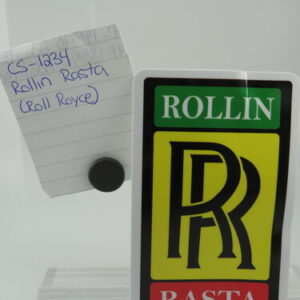 CS-1234
Rollin Rasta
(Roll Royce)
ROLLIN
RR
RASTA